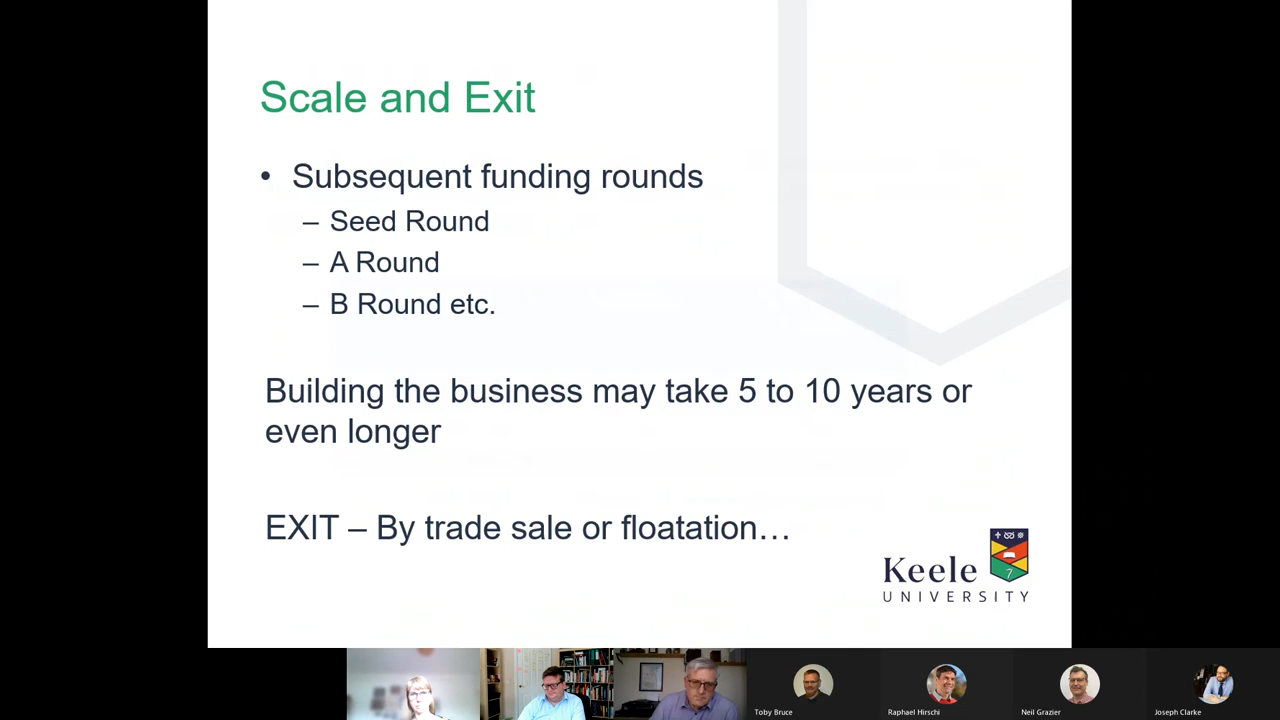 Scale and Exit
• Subsequent funding rounds
– Seed Round
– A Round
– B Round etc.
Building the business may take 5 to 10 years or
even longer
EXIT – By trade sale or floatation…
Keele
UNIVERSITY
Toby Bruce
Raphael Hirschi
Neil Grazier
Joseph Clarke